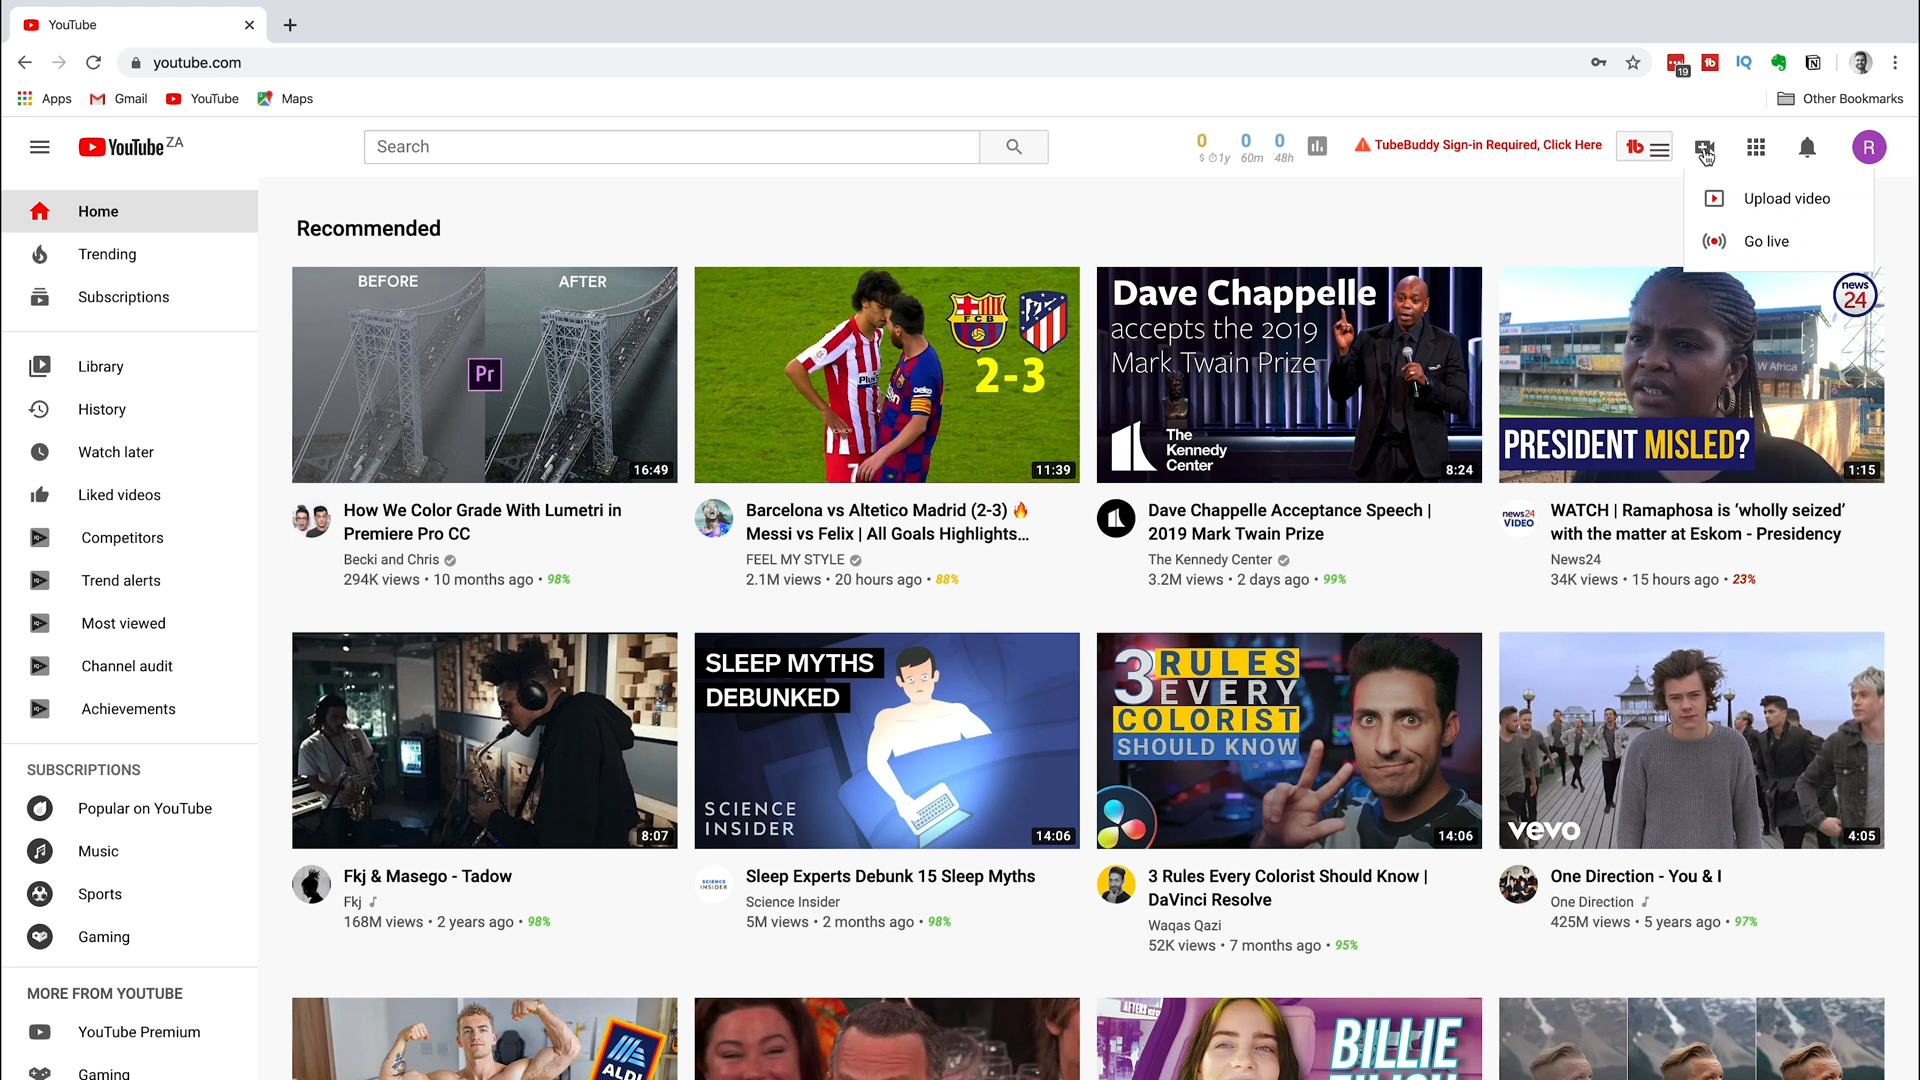 YouTube
youtube.com
19
IQ
Apps
Gmail
YouTube
Maps
Other Bookmarks
YouTube ZA
Search
0 0 0
$ 1y 60m 48h
TubeBuddy Sign-in Required, Click Here
tb
R
Upload video
Go live
Home
Trending
Subscriptions
Library
History
Watch later
Liked videos
Competitors
Trend alerts
Most viewed
Channel audit
Achievements
SUBSCRIPTIONS
Popular on YouTube
Music
Sports
Gaming
MORE FROM YOUTUBE
YouTube Premium
Gaming
Recommended
BEFORE AFTER
Pr
16:49
How We Color Grade With Lumetri in
Premiere Pro CC
Becki and Chris
294K views • 10 months ago • 98%
FCB
2-3
11:39
Barcelona vs Altetico Madrid (2-3) 🔥
Messi vs Felix | All Goals Highlights...
FEEL MY STYLE
2.1M views • 20 hours ago • 88%
Dave Chappelle
accepts the 2019
Mark Twain Prize
The
Kennedy
Center
8:24
Dave Chappelle Acceptance Speech |
2019 Mark Twain Prize
The Kennedy Center
3.2M views • 2 days ago • 99%
news
24
W Africa
PRESIDENT MISLED?
1:15
news24
VIDEO
WATCH | Ramaphosa is ‘wholly seized’
with the matter at Eskom - Presidency
News24
34K views • 15 hours ago • 23%
8:07
Fkj & Masego - Tadow
Fkj
168M views • 2 years ago • 98%
SLEEP MYTHS
DEBUNKED
SCIENCE
INSIDER
14:06
SCIENCE
INSIDER
Sleep Experts Debunk 15 Sleep Myths
Science Insider
5M views • 2 months ago • 98%
3 RULES
EVERY
COLORIST
SHOULD KNOW
14:06
3 Rules Every Colorist Should Know |
DaVinci Resolve
Waqas Qazi
52K views • 7 months ago • 95%
vevo
4:05
One Direction - You & I
One Direction
425M views • 5 years ago • 97%
ALDI
BILLIE